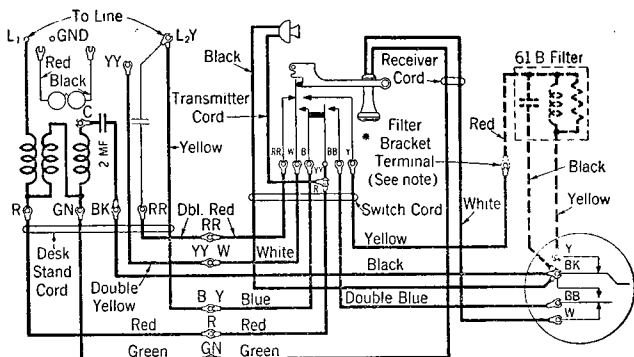 To Line
L1 GND L2Y
YY
Red
Black
C
2 MF
Yellow
R GN BK RR
Desk
Stand
Cord
Dbl. Red
RR
YY W White
Double
Yellow
B Y Blue
Red R Red
Green GN Green
Black
Transmitter
Cord
RR W B YY BB Y
R
Receiver
Cord
*
Filter
Bracket
Terminal
(See note)
Switch Cord
Yellow
Black
Double Blue
White
Red
61 B Filter
Black
Yellow
Y
BK
BB
W